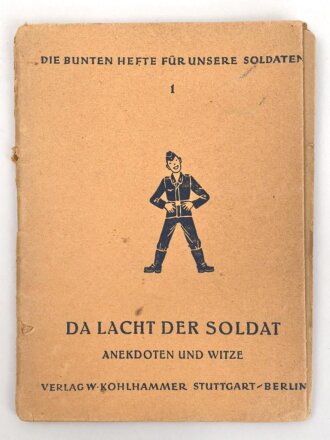 DIE BUNTEN HEFTE FÜR UNSERE SOLDATEN
1
DA LACHT DER SOLDAT
ANEKDOTEN UND WITZE
VERLAG W·KOHLHAMMER STUTTGART-BERLIN